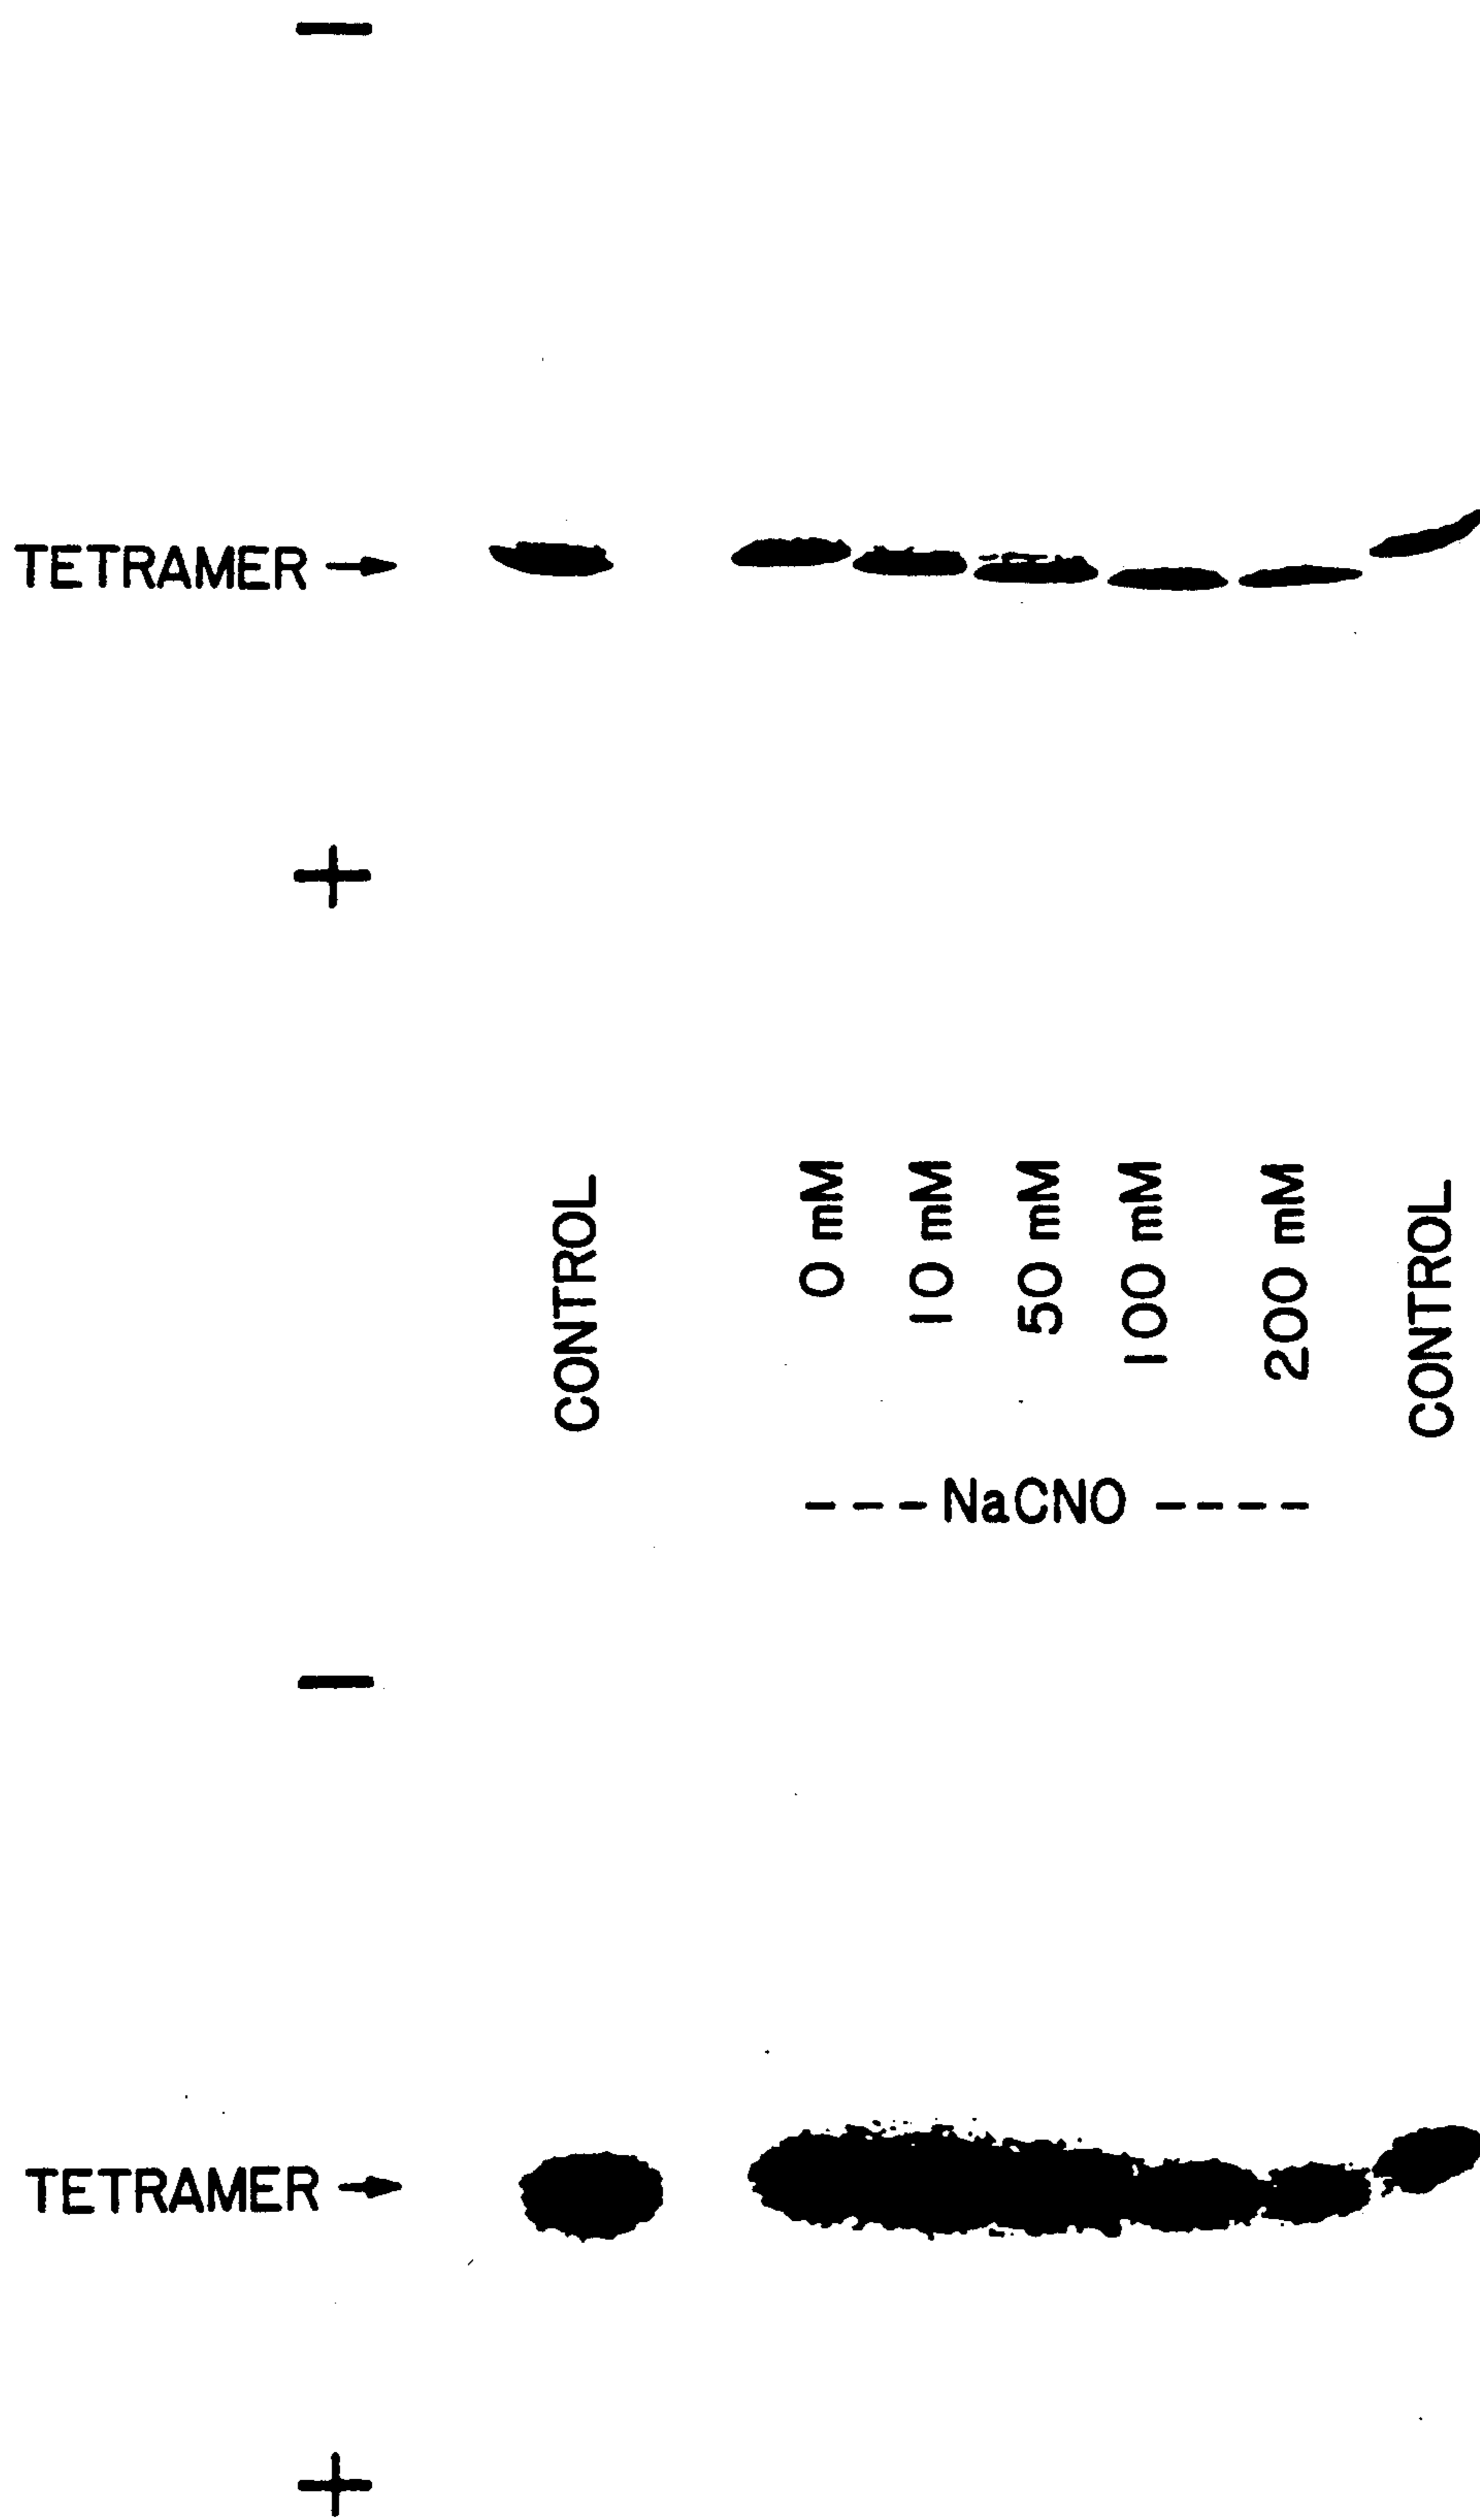 −
TETRAMER
+
CONTROL
0 mM
10 mM
50 mM
100 mM
200 mM
CONTROL
---NaCNO----
−
TETRAMER
+